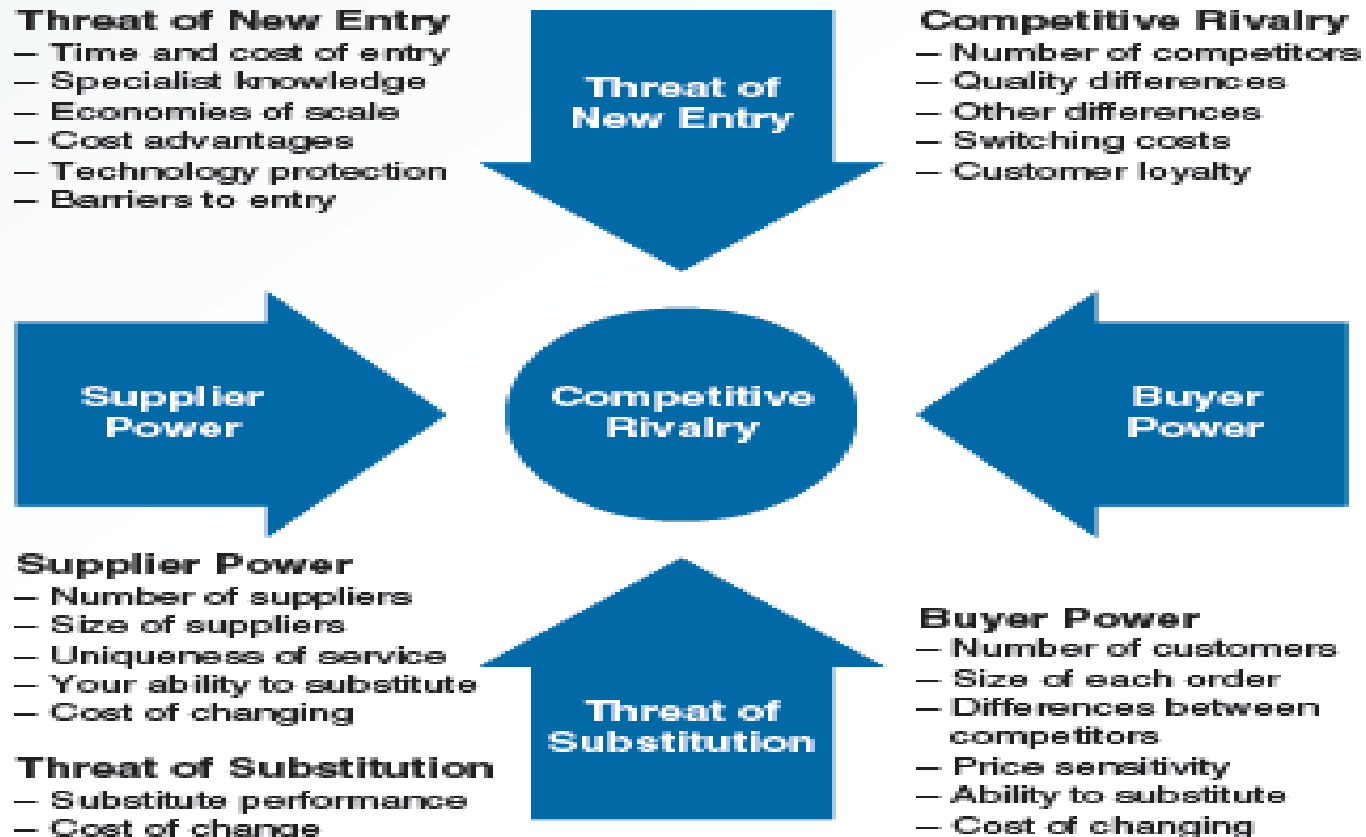 Threat of New Entry
– Time and cost of entry
– Specialist knowledge
– Economies of scale
– Cost advantages
– Technology protection
– Barriers to entry
Threat of
New Entry
Competitive Rivalry
– Number of competitors
– Quality differences
– Other differences
– Switching costs
– Customer loyalty
Supplier
Power
Competitive
Rivalry
Buyer
Power
Supplier Power
– Number of suppliers
– Size of suppliers
– Uniqueness of service
– Your ability to substitute
– Cost of changing
Threat of Substitution
– Substitute performance
– Cost of change
Threat of
Substitution
Buyer Power
– Number of customers
– Size of each order
– Differences between
competitors
– Price sensitivity
– Ability to substitute
– Cost of changing